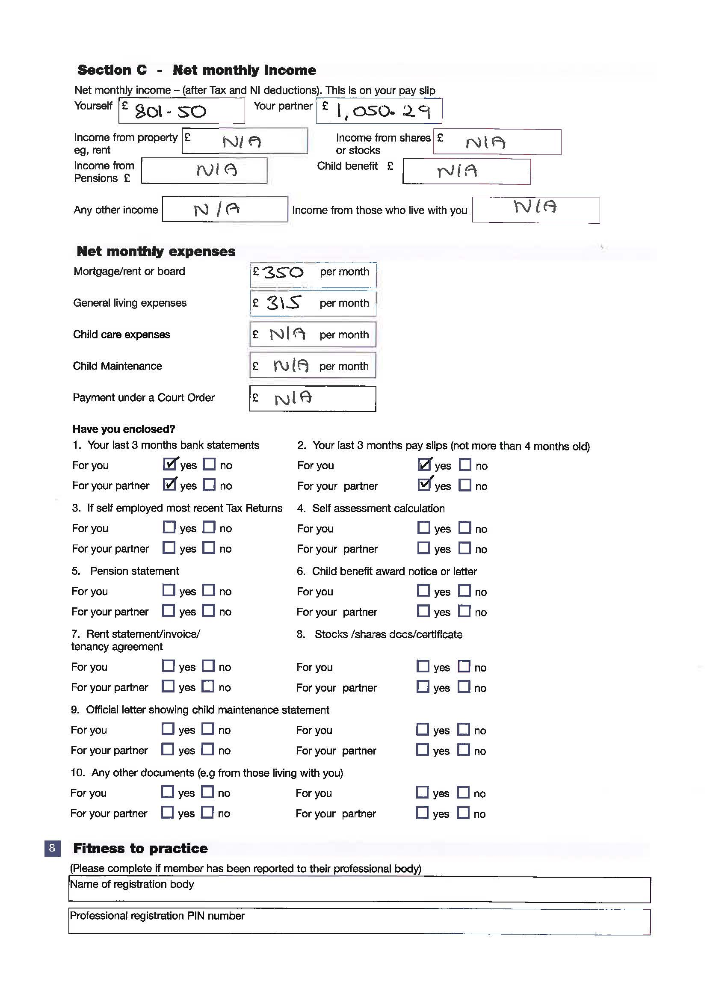 Section C - Net monthly Income
Net monthly income – (after Tax and NI deductions). This is on your pay slip
Yourself £ 801-50 Your partner £ 1,050.29
Income from property £ N/A Income from shares £ N/A
eg, rent or stocks
Income from N/A Child benefit £ N/A
Pensions £
Any other income N/A Income from those who live with you N/A
Net monthly expenses
Mortgage/rent or board £ 350 per month
General living expenses £ 315 per month
Child care expenses £ N/A per month
Child Maintenance £ N/A per month
Payment under a Court Order £ N/A
Have you enclosed?
1. Your last 3 months bank statements 2. Your last 3 months pay slips (not more than 4 months old)
For you yes no For you yes no
For your partner yes no For your partner yes no
3. If self employed most recent Tax Returns 4. Self assessment calculation
For you yes no For you yes no
For your partner yes no For your partner yes no
5. Pension statement 6. Child benefit award notice or letter
For you yes no For you yes no
For your partner yes no For your partner yes no
7. Rent statement/invoice/ 8. Stocks /shares docs/certificate
tenancy agreement
For you yes no For you yes no
For your partner yes no For your partner yes no
9. Official letter showing child maintenance statement
For you yes no For you yes no
For your partner yes no For your partner yes no
10. Any other documents (e.g from those living with you)
For you yes no For you yes no
For your partner yes no For your partner yes no
8 Fitness to practice
(Please complete if member has been reported to their professional body)
Name of registration body
Professional registration PIN number